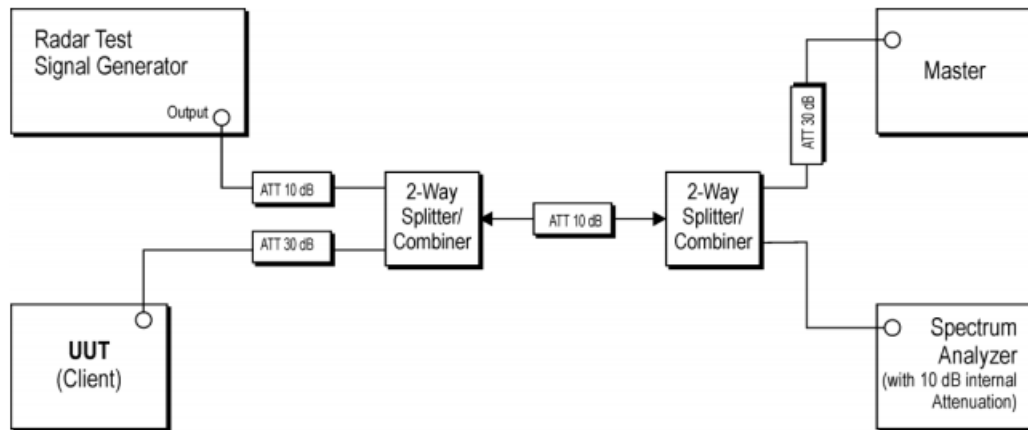 Radar Test
Signal Generator
Output
ATT 10 dB
ATT 30 dB
2-Way
Splitter/
Combiner
ATT 10 dB
2-Way
Splitter/
Combiner
ATT 30 dB
Master
UUT
(Client)
Spectrum
Analyzer
(with 10 dB internal
Attenuation)